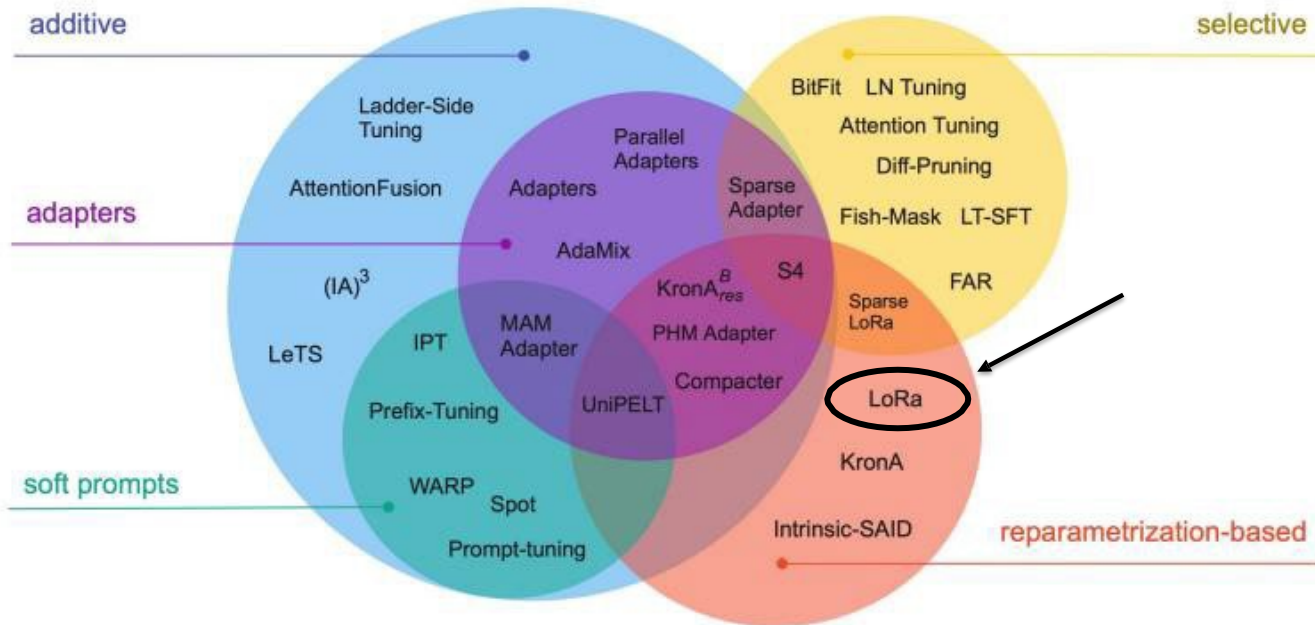 additive
selective
BitFit LN Tuning
Ladder-Side
Tuning
Attention Tuning
Parallel
Adapters
Diff-Pruning
AttentionFusion
Adapters
Sparse
Adapter
adapters
Fish-Mask LT-SFT
AdaMix
(IA)³
KronA^B_res
S4
FAR
Sparse
LoRa
MAM
Adapter
IPT
PHM Adapter
LeTS
Compacter
UniPELT
LoRa
Prefix-Tuning
KronA
soft prompts
WARP
Spot
Intrinsic-SAID
reparametrization-based
Prompt-tuning